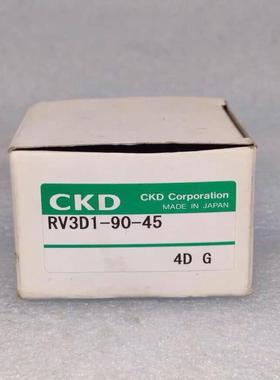 CKD
CKD Corporation
MADE IN JAPAN
RV3D1-90-45
4D G